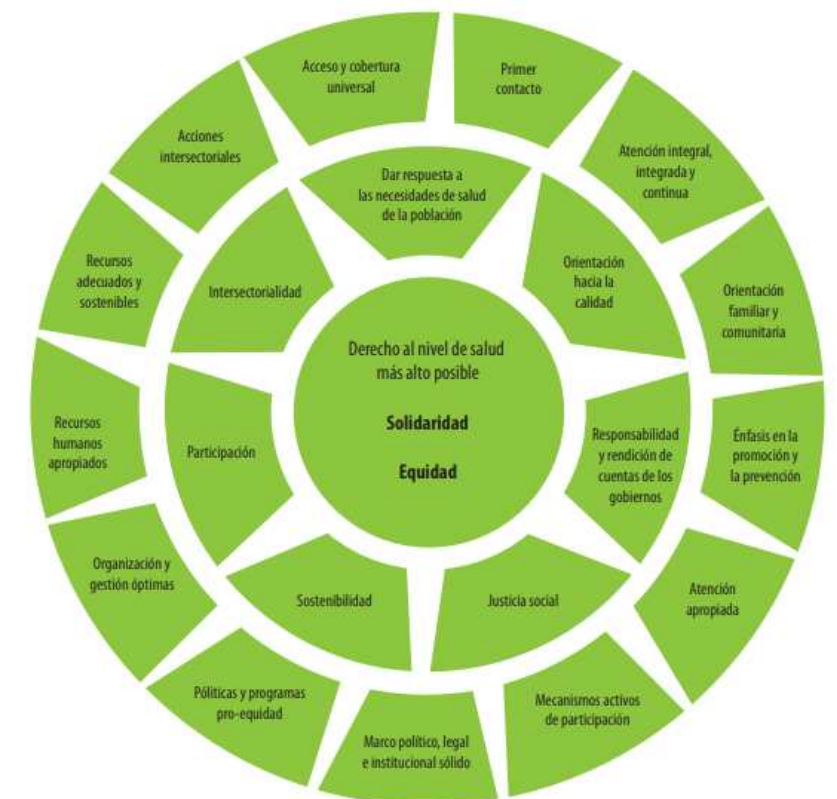 Acceso y cobertura
universal
Primer
contacto
Atención integral,
integrada y
continua
Orientación
familiar y
comunitaria
Énfasis en la
promoción y
la prevención
Atención
apropiada
Mecanismos activos
de participación
Marco político, legal
e institucional sólido
Póliticas y programas
pro-equidad
Organización y
gestión óptimas
Recursos
humanos
apropiados
Recursos
adecuados y
sostenibles
Acciones
intersectoriales
Dar respuesta a
las necesidades de salud
de la población
Orientación
hacia la
calidad
Responsabilidad
y rendición de
cuentas de los
gobiernos
Justicia social
Sostenibilidad
Participación
Intersectorialidad
Derecho al nivel de salud
más alto posible
Solidaridad
Equidad